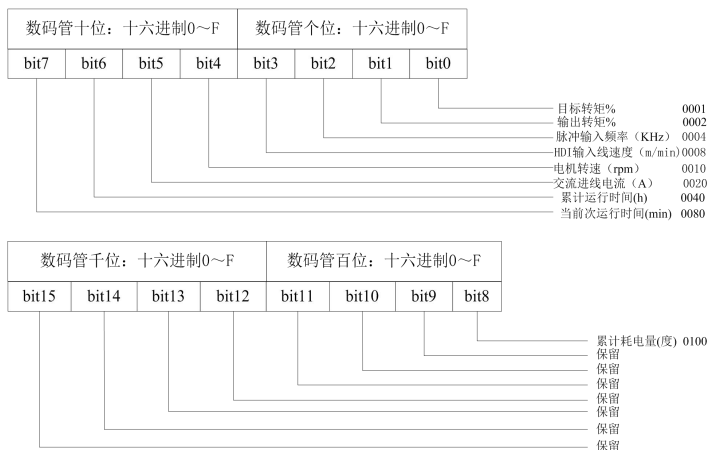 数码管十位：十六进制0～F 数码管个位：十六进制0～F
bit7 bit6 bit5 bit4 bit3 bit2 bit1 bit0
目标转矩% 0001
输出转矩% 0002
脉冲输入频率（KHz） 0004
HDI输入线速度（m/min)0008
电机转速（rpm） 0010
交流进线电流（A） 0020
累计运行时间(h) 0040
当前次运行时间(min) 0080
数码管千位：十六进制0～F 数码管百位：十六进制0～F
bit15 bit14 bit13 bit12 bit11 bit10 bit9 bit8
累计耗电量(度) 0100
保留
保留
保留
保留
保留
保留
保留